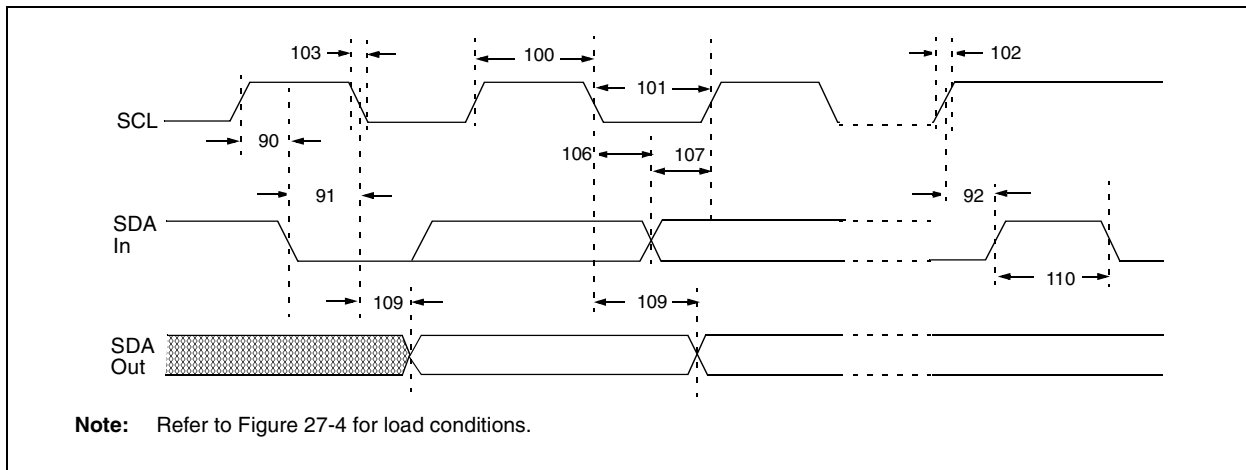 103
100
102
101
SCL
90
106
107
91
92
SDA
In
110
109
109
SDA
Out
Note: Refer to Figure 27-4 for load conditions.